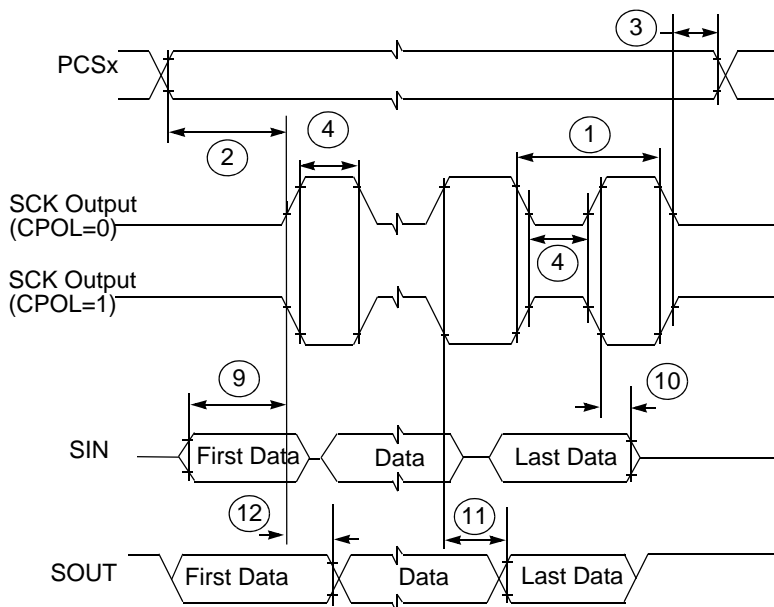 3
PCSx
2
4
1
SCK Output
(CPOL=0)
4
SCK Output
(CPOL=1)
9
10
SIN
First Data
Data
Last Data
12
11
SOUT
First Data
Data
Last Data